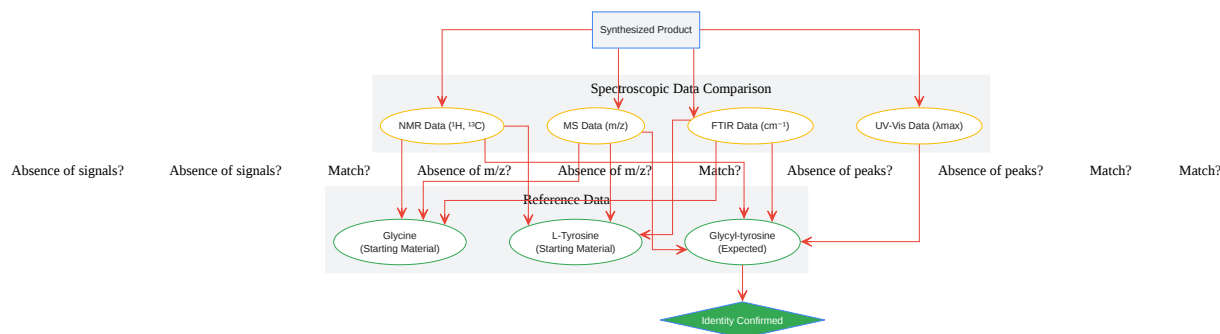 Synthesized Product
Spectroscopic Data Comparison
NMR Data (¹H, ¹³C)
MS Data (m/z)
FTIR Data (cm⁻¹)
UV-Vis Data (λmax)
Absence of signals?
Absence of signals?
Match?
Absence of m/z?
Absence of m/z?
Match?
Absence of peaks?
Absence of peaks?
Match?
Match?
Reference Data
Glycine
(Starting Material)
L-Tyrosine
(Starting Material)
Glycyl-tyrosine
(Expected)
Identity Confirmed